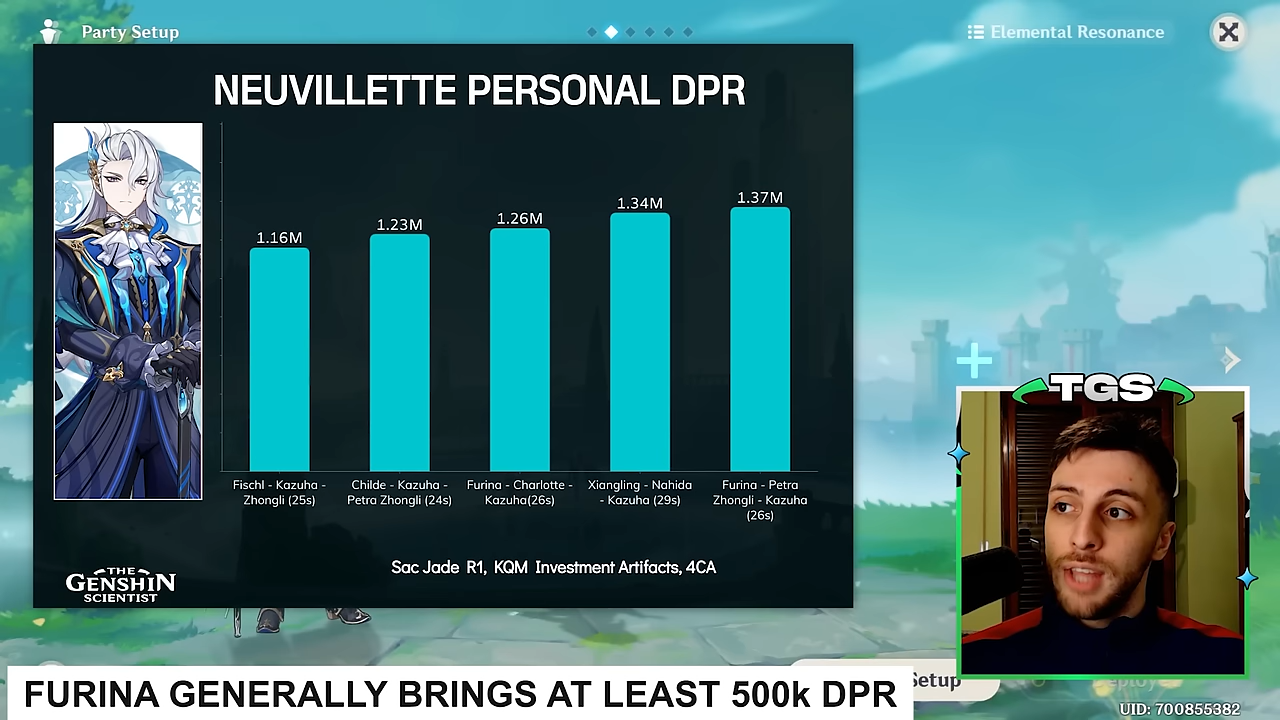 Party Setup
Elemental Resonance
NEUVILLETTE PERSONAL DPR
1.16M
1.23M
1.26M
1.34M
1.37M
Fischl - Kazuha
Zhongli (25s)
Childe - Kazuha -
Petra Zhongli (24s)
Furina - Charlotte -
Kazuha(26s)
Xiangling - Nahida
- Kazuha (29s)
Furina - Petra
Zhongli - Kazuha
(26s)
Sac Jade R1, KQM Investment Artifacts, 4CA
THE
GENSHIN
SCIENTIST
TGS
FURINA GENERALLY BRINGS AT LEAST 500k DPR
Setup
UID: 700855382